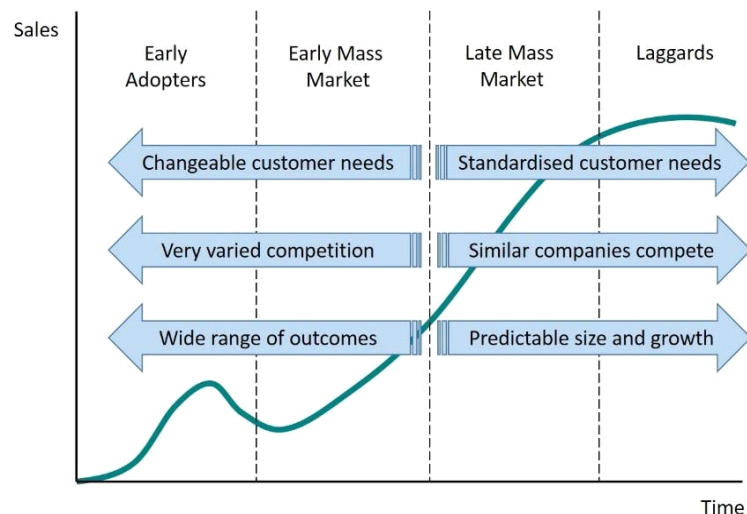 Sales
Early
Adopters
Early Mass
Market
Late Mass
Market
Laggards
Changeable customer needs
Standardised customer needs
Very varied competition
Similar companies compete
Wide range of outcomes
Predictable size and growth
Time